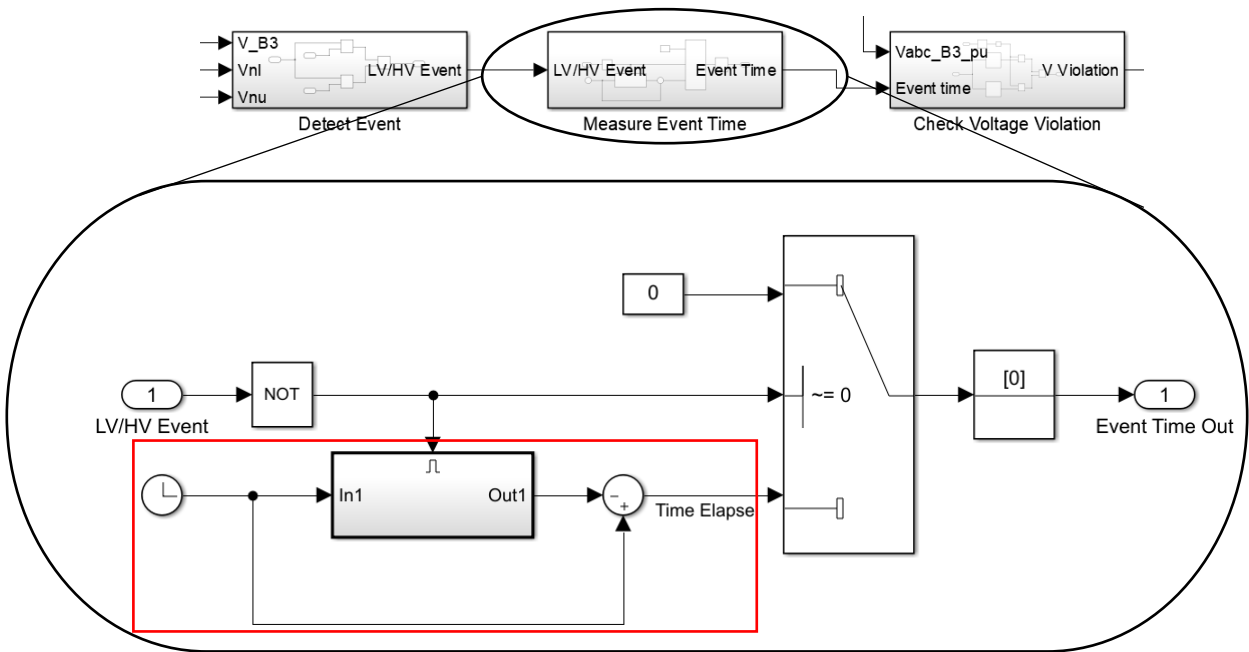 V_B3
Vnl
Vnu
LV/HV Event
Detect Event
LV/HV Event
Event Time
Measure Event Time
Vabc_B3_pu
Event time
V Violation
Check Voltage Violation
0
1
LV/HV Event
NOT
~= 0
[0]
1
Event Time Out
In1
Out1
−
+
Time Elapse